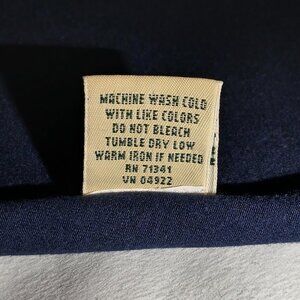 MACHINE WASH COLD
WITH LIKE COLORS
DO NOT BLEACH
TUMBLE DRY LOW
WARM IRON IF NEEDED
RN 71341
VN 04922